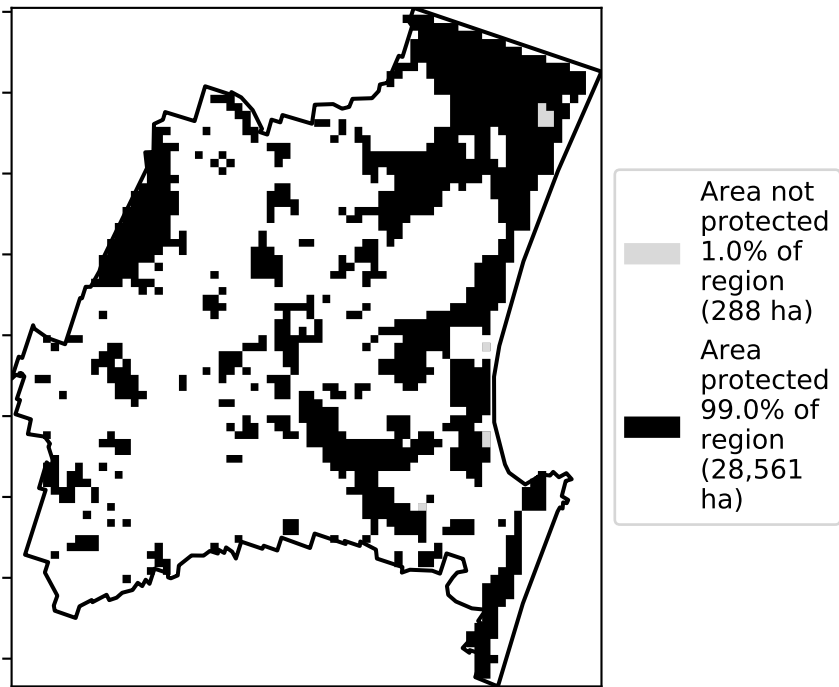 Area not
protected
1.0% of
region
(288 ha)
Area
protected
99.0% of
region
(28,561
ha)